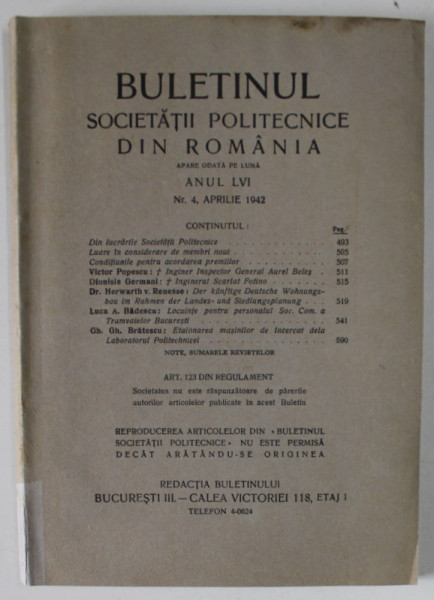 BULETINUL
SOCIETĂȚII POLITECNICE
DIN ROMÂNIA
APARE ODATĂ PE LUNĂ
ANUL LVI
Nr. 4, APRILIE 1942
CONȚINUTUL:
Pag.
Din lucrările Societății Politecnice . . . . . . . . . . . . 493
Luare în considerare de membri noui . . . . . . . . . . . 505
Condițiunile pentru acordarea premiilor . . . . . . . . . . 507
Victor Popescu: † Inginer Inspector General Aurel Beleș . 511
Dionisie Germani: † Inginerul Scarlat Fotino . . . . . . . 515
Dr. Herwarth v. Renesse: Der künftige Deutsche Wohnungs-
bau im Rahmen der Landes- und Siedlungsplanung . . . 519
Luca A. Bădescu: Locuințe pentru personalul Soc. Com. a
Tramvaielor București . . . . . . . . . . . . . . 541
Gh. Gh. Brătescu: Etalonarea mașinilor de încercat dela
Laboratorul Politehnicei . . . . . . . . . . . . . 590
NOTE, SUMARELE REVISTELOR
ART. 123 DIN REGULAMENT
Societatea nu este răspunzătoare de părerile
autorilor articolelor publicate în acest Buletin
REPRODUCEREA ARTICOLELOR DIN «BULETINUL
SOCIETĂȚII POLITECNICE» NU ESTE PERMISĂ
DECÂT ARĂTÂNDU-SE ORIGINEA
REDACȚIA BULETINULUI
BUCUREȘTI III.—CALEA VICTORIEI 118, ETAJ I
TELEFON 4-0624